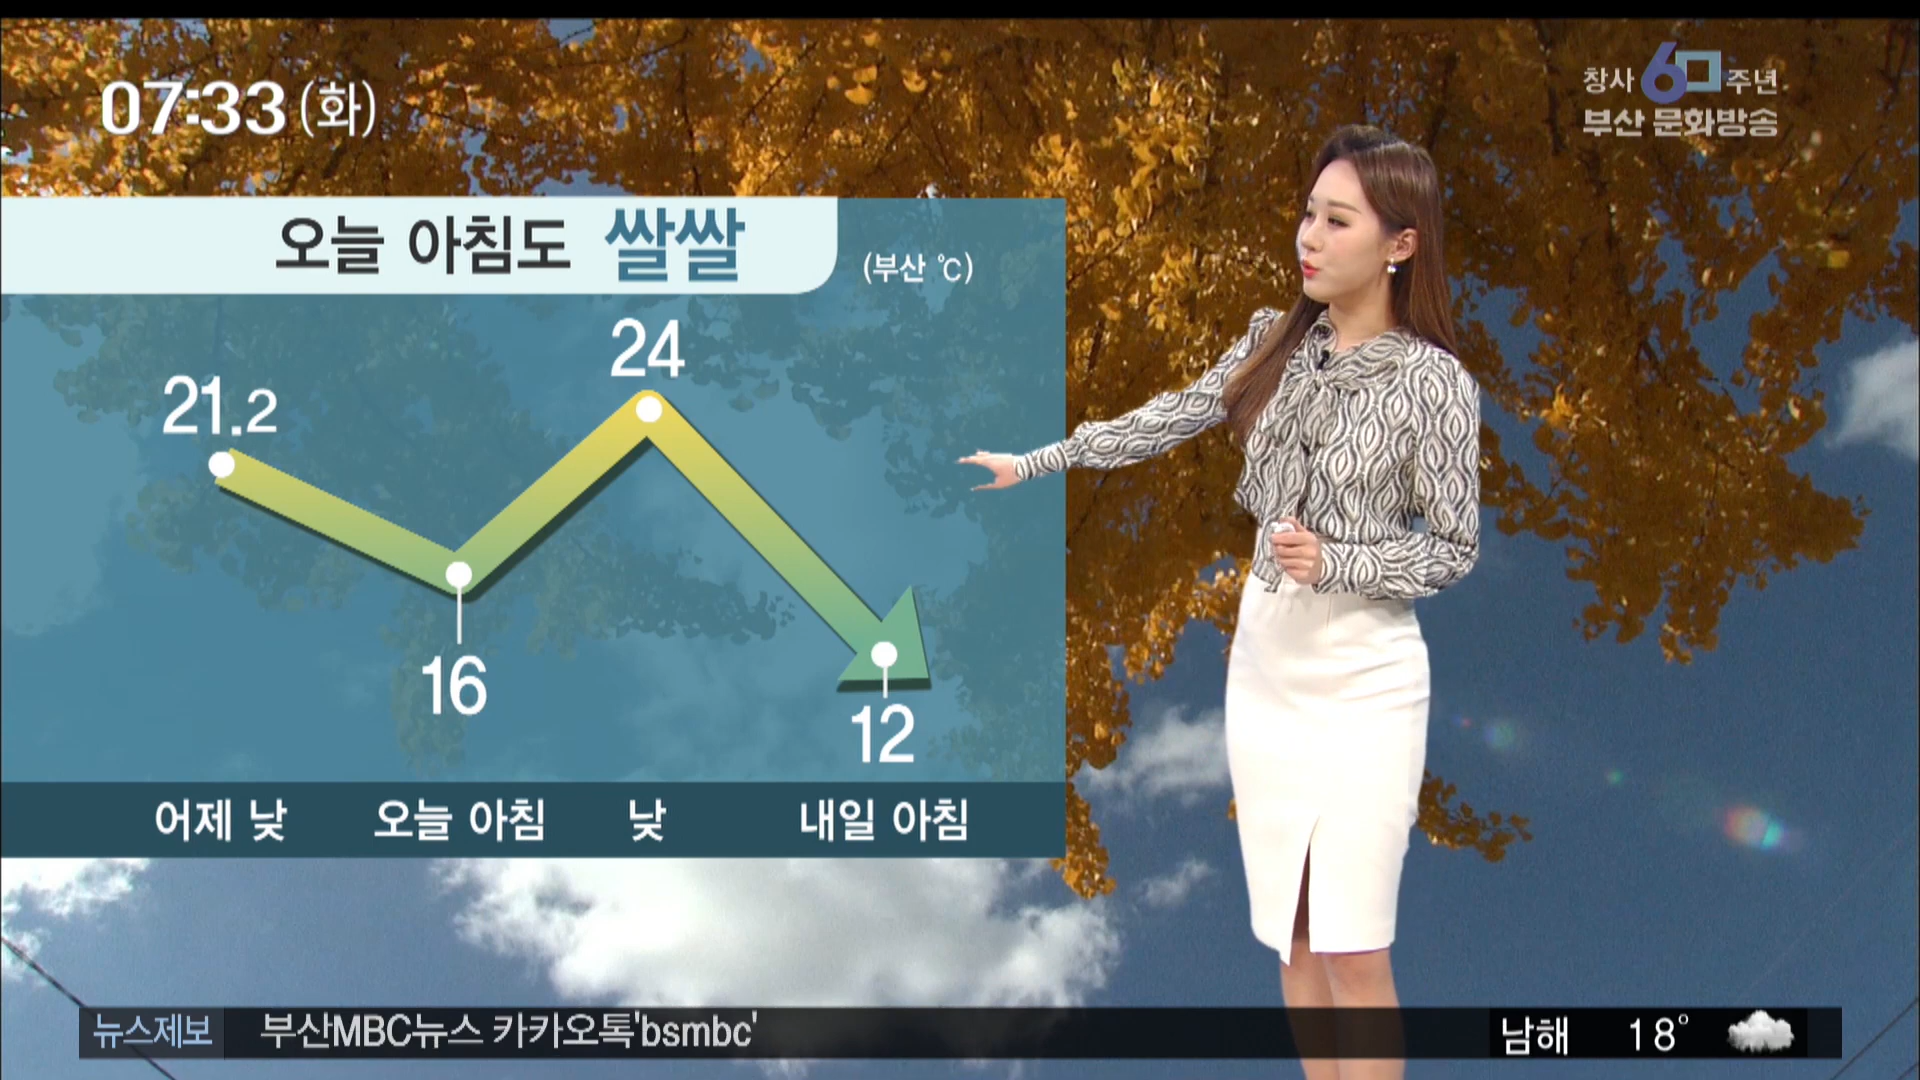 07:33 (화)
창사 60 주년
부산 문화방송
오늘 아침도 쌀쌀
(부산 ℃)
21.2
16
24
12
어제 낮
오늘 아침
낮
내일 아침
뉴스제보
부산MBC뉴스 카카오톡'bsmbc'
남해 18°